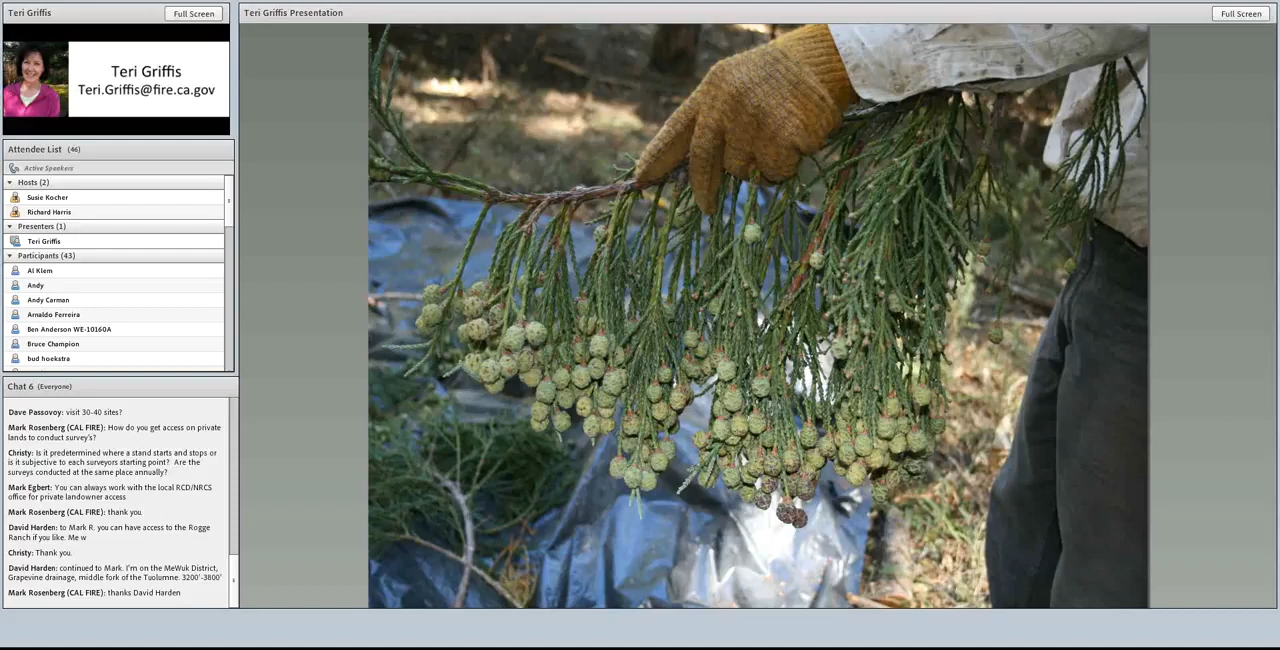 Teri Griffis
Full Screen
Teri Griffis
Teri.Griffis@fire.ca.gov
Attendee List (46)
Active Speakers
Hosts (2)
Susie Kocher
Richard Harris
Presenters (1)
Teri Griffis
Participants (43)
Al Klem
Andy
Andy Carman
Arnaldo Ferreira
Ben Anderson WE-10160A
Bruce Champion
bud hoekstra
Chat 6 (Everyone)
Dave Passovoy: visit 30-40 sites?
Mark Rosenberg (CAL FIRE): How do you get access on private
lands to conduct survey's?
Christy: Is it predetermined where a stand starts and stops or
is it subjective to each surveyors starting point? Are the
surveys conducted at the same place annually?
Mark Egbert: You can always work with the local RCD/NRCS
office for private landowner access
Mark Rosenberg (CAL FIRE): thank you.
David Harden: to Mark R. you can have access to the Rogge
Ranch if you like. Me w
Christy: Thank you.
David Harden: continued to Mark. I'm on the MeWuk District,
Grapevine drainage, middle fork of the Tuolumne. 3200'-3800'
Mark Rosenberg (CAL FIRE): thanks David Harden
Teri Griffis Presentation
Full Screen